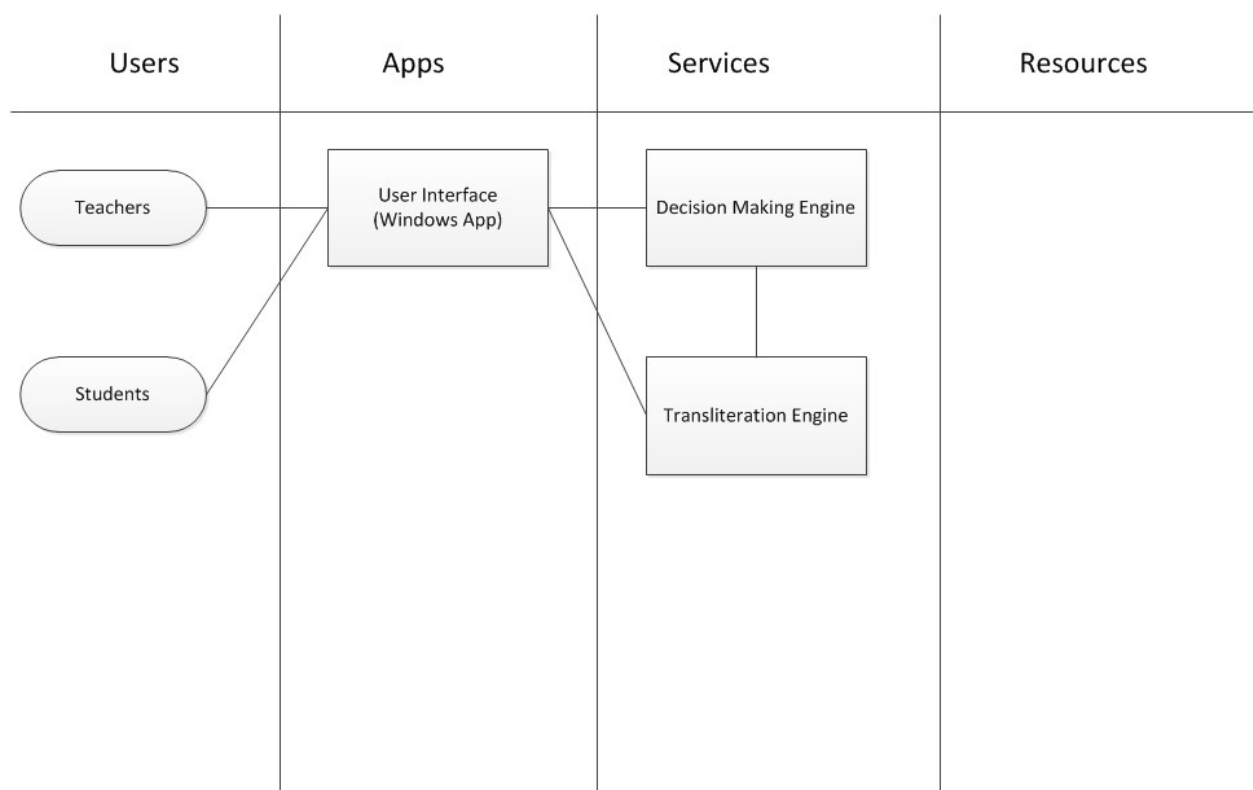 Users
Apps
Services
Resources
Teachers
User Interface
(Windows App)
Decision Making Engine
Students
Transliteration Engine